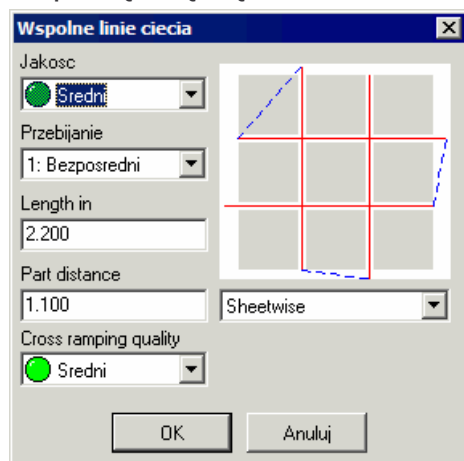 Wspolne linie ciecia
Jakosc
Sredni
Przebijanie
1: Bezposredni
Length in
2.200
Part distance
1.100
Sheetwise
Cross ramping quality
Sredni
OK
Anuluj